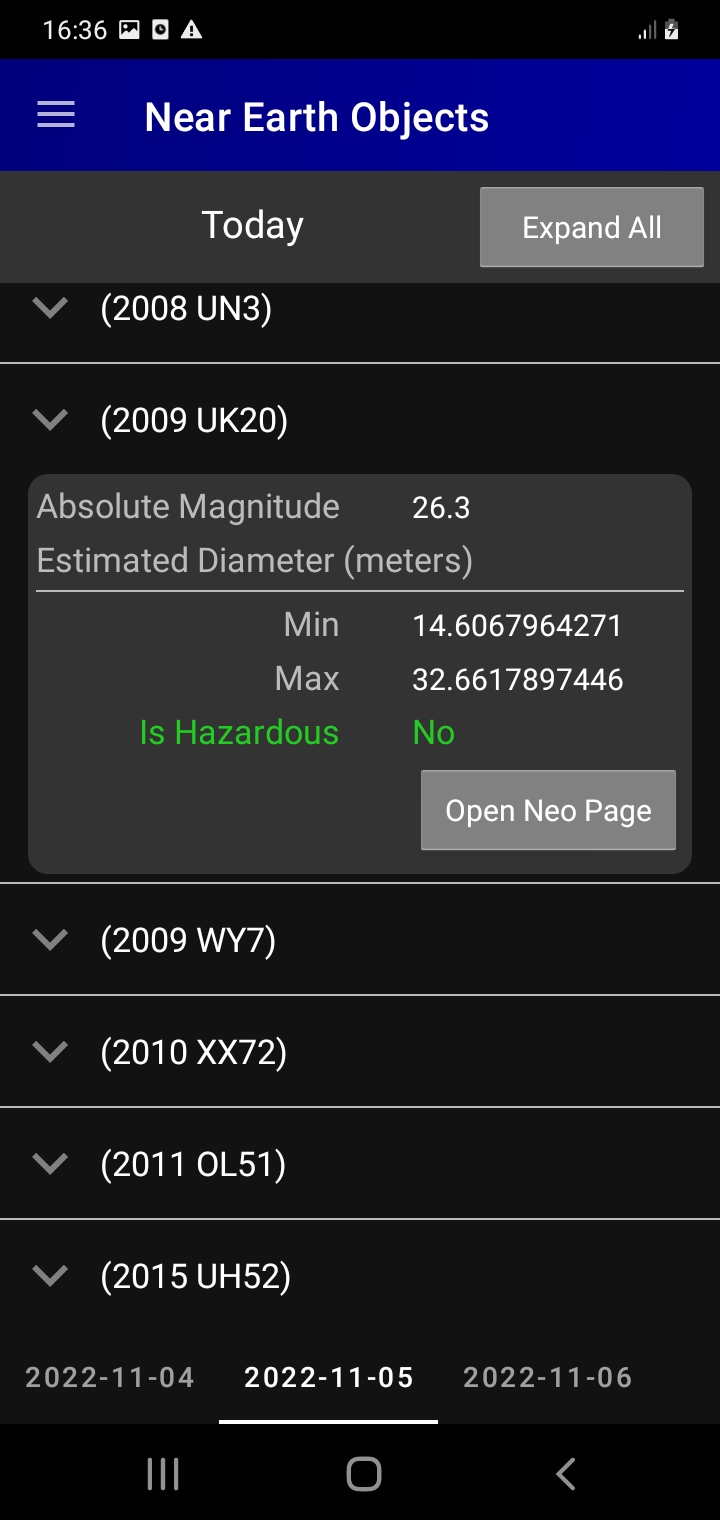 16:36
Near Earth Objects
Today
Expand All
(2008 UN3)
(2009 UK20)
Absolute Magnitude 26.3
Estimated Diameter (meters)
Min 14.6067964271
Max 32.6617897446
Is Hazardous No
Open Neo Page
(2009 WY7)
(2010 XX72)
(2011 OL51)
(2015 UH52)
2022-11-04 2022-11-05 2022-11-06